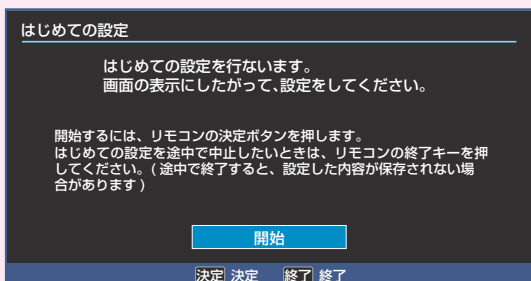 はじめての設定
はじめての設定を行ないます。
画面の表示にしたがって、設定をしてください。
開始するには、リモコンの決定ボタンを押します。
はじめての設定を途中で中止したいときは、リモコンの終了キーを押
してください。( 途中で終了すると、設定した内容が保存されない場
合があります )
開始
決定 決定 終了 終了